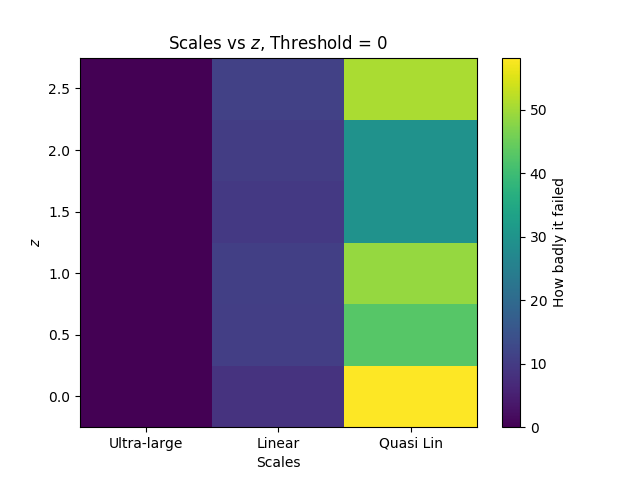 Scales vs z, Threshold = 0
2.5
2.0
1.5
1.0
0.5
0.0
z
Ultra-large
Linear
Quasi Lin
Scales
50
40
30
20
10
0
How badly it failed